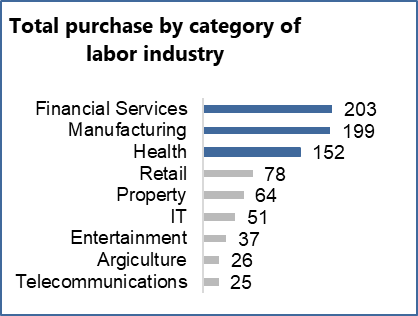 Total purchase by category of
labor industry
Financial Services 203
Manufacturing 199
Health 152
Retail 78
Property 64
IT 51
Entertainment 37
Argiculture 26
Telecommunications 25